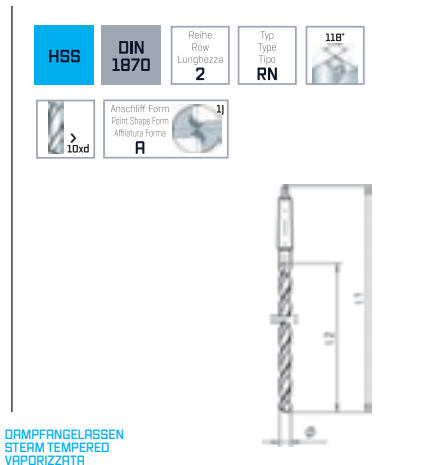 HSS
DIN
1870
Reihe
Row
Lunghezza
2
Typ
Type
Tipo
RN
118°
>
10xd
Anschliff Form
Point Shape Form
Affilatura Forma
A
1)
L1
L2
Ø
DAMPFANGELASSEN
STEAM TEMPERED
VAPORIZZATA